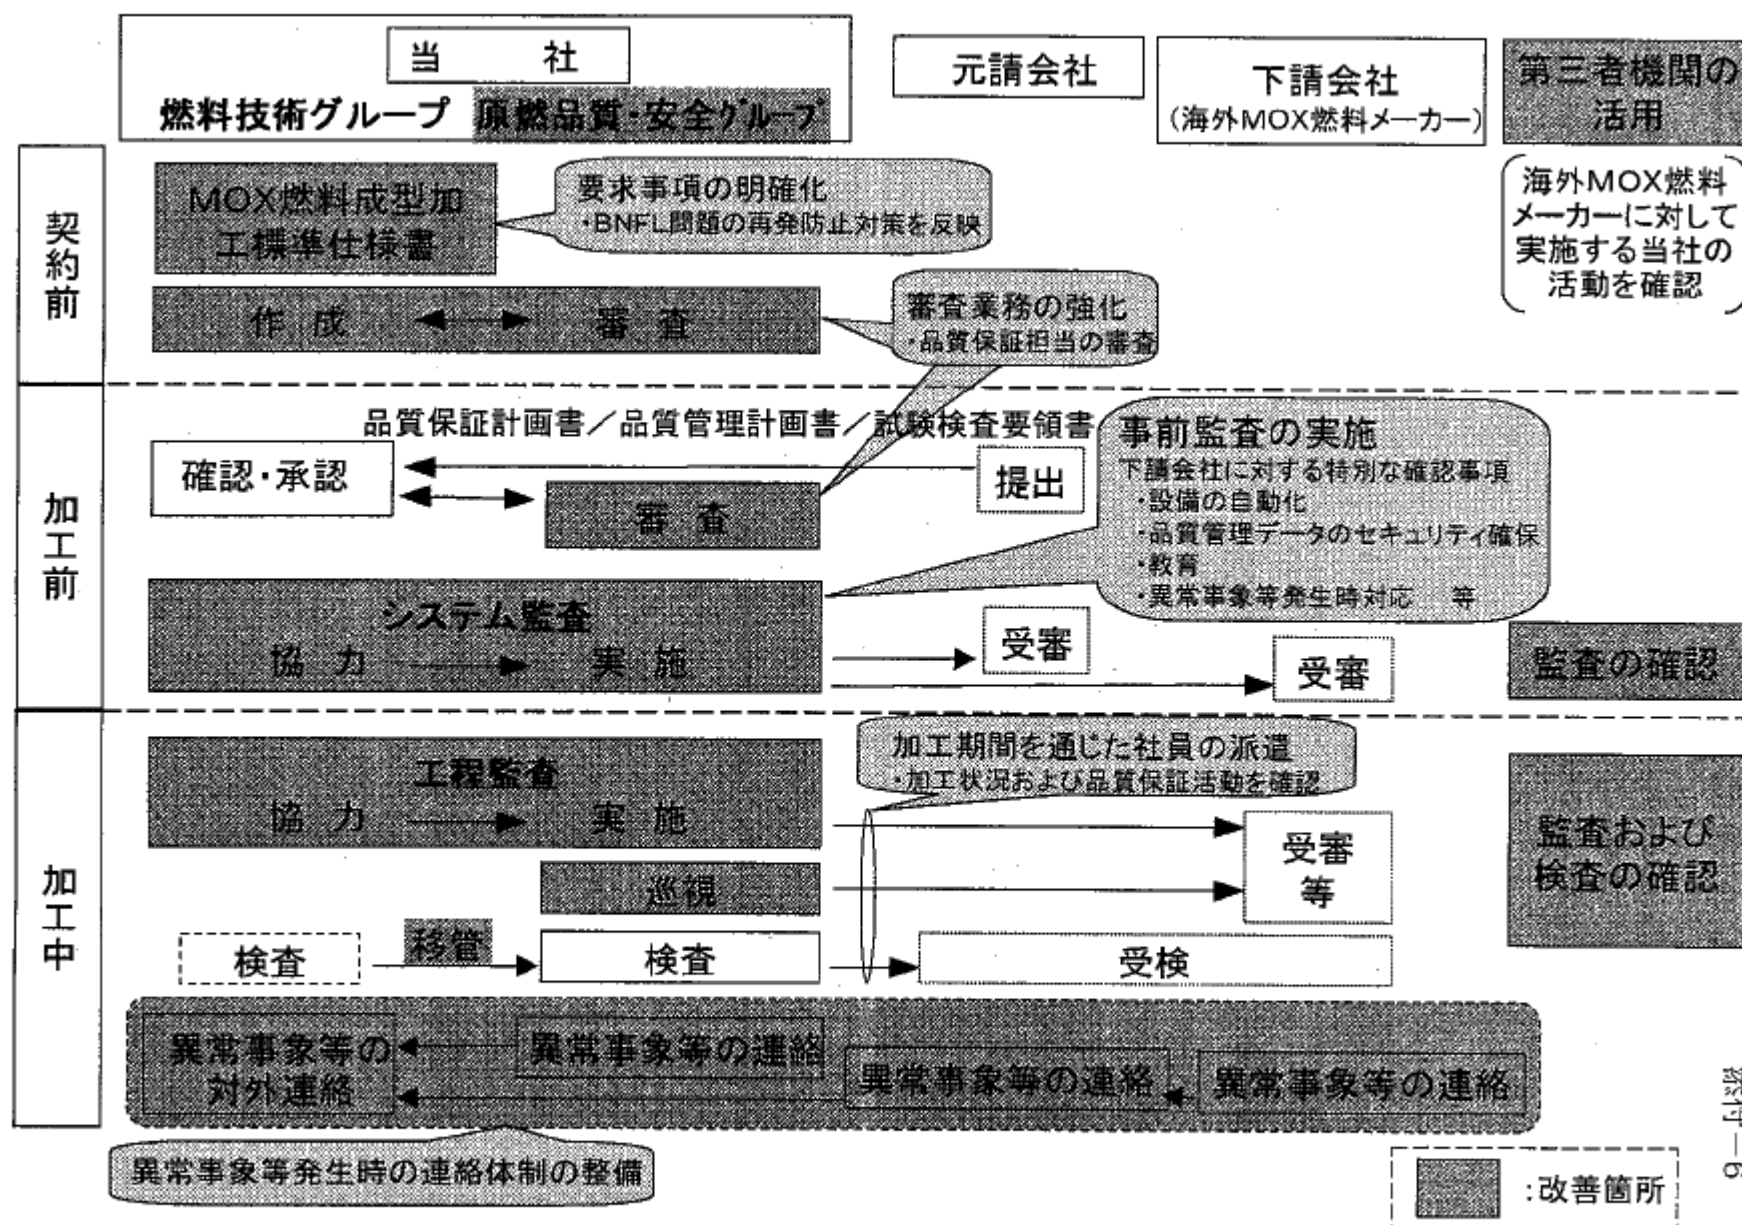 当　社
燃料技術グループ 原燃品質・安全グループ
元請会社
下請会社
(海外MOX燃料メーカー)
第三者機関の
活用
海外MOX燃料
メーカーに対して
実施する当社の
活動を確認
契約前
MOX燃料成型加
工標準仕様書
要求事項の明確化
・BNFL問題の再発防止対策を反映
作成
審査
審査業務の強化
・品質保証担当の審査
加工前
品質保証計画書／品質管理計画書／試験検査要領書
確認・承認
提出
審査
事前監査の実施
下請会社に対する特別な確認事項
・設備の自動化
・品質管理データのセキュリティ確保
・教育
・異常事象等発生時対応　等
システム監査
協力
実施
受審
受審
監査の確認
加工中
工程監査
協力
実施
加工期間を通じた社員の派遣
・加工状況および品質保証活動を確認
受審
等
監査および
検査の確認
巡視
検査
移管
検査
受検
異常事象等の
対外連絡
異常事象等の連絡
異常事象等の連絡
異常事象等の連絡
異常事象等発生時の連絡体制の整備
:改善箇所
添付－6